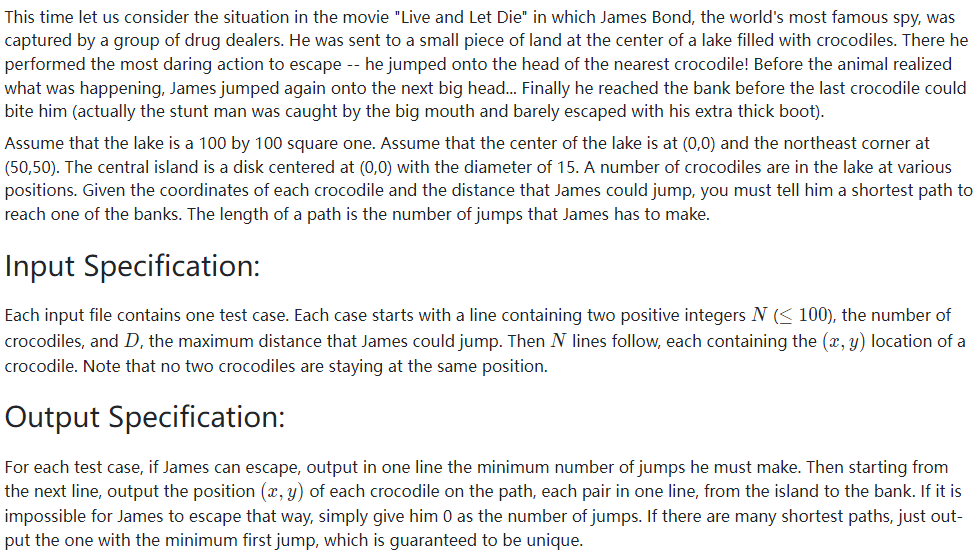 This time let us consider the situation in the movie "Live and Let Die" in which James Bond, the world's most famous spy, was
captured by a group of drug dealers. He was sent to a small piece of land at the center of a lake filled with crocodiles. There he
performed the most daring action to escape -- he jumped onto the head of the nearest crocodile! Before the animal realized
what was happening, James jumped again onto the next big head... Finally he reached the bank before the last crocodile could
bite him (actually the stunt man was caught by the big mouth and barely escaped with his extra thick boot).
Assume that the lake is a 100 by 100 square one. Assume that the center of the lake is at (0,0) and the northeast corner at
(50,50). The central island is a disk centered at (0,0) with the diameter of 15. A number of crocodiles are in the lake at various
positions. Given the coordinates of each crocodile and the distance that James could jump, you must tell him a shortest path to
reach one of the banks. The length of a path is the number of jumps that James has to make.
Input Specification:
Each input file contains one test case. Each case starts with a line containing two positive integers N (≤ 100), the number of
crocodiles, and D, the maximum distance that James could jump. Then N lines follow, each containing the (x, y) location of a
crocodile. Note that no two crocodiles are staying at the same position.
Output Specification:
For each test case, if James can escape, output in one line the minimum number of jumps he must make. Then starting from
the next line, output the position (x, y) of each crocodile on the path, each pair in one line, from the island to the bank. If it is
impossible for James to escape that way, simply give him 0 as the number of jumps. If there are many shortest paths, just out-
put the one with the minimum first jump, which is guaranteed to be unique.